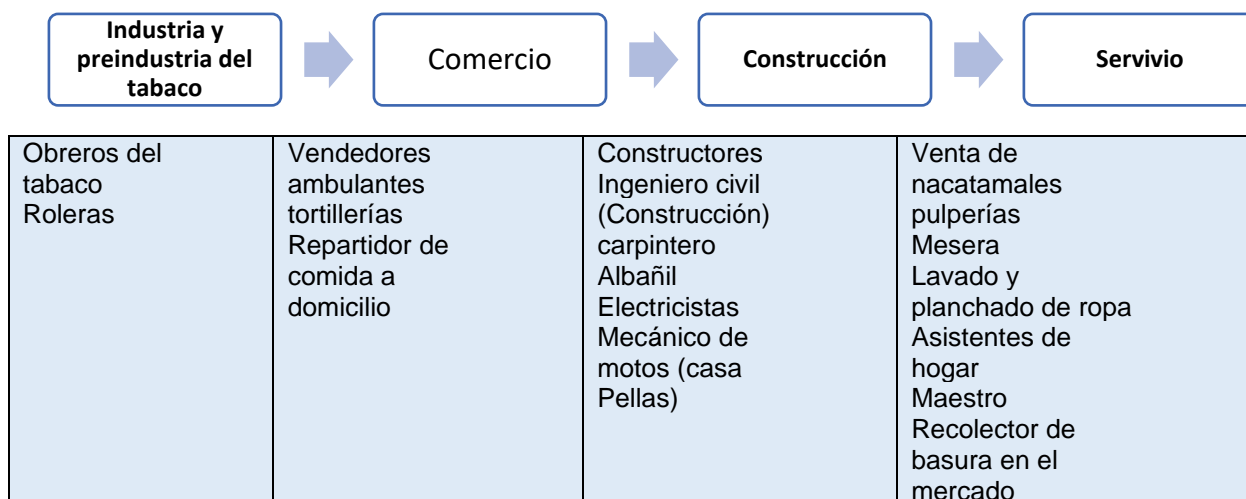 Industria y
preindustria del
tabaco
Comercio
Construcción
Servivio
Obreros del
tabaco
Roleras
Vendedores
ambulantes
tortillerías
Repartidor de
comida a
domicilio
Constructores
Ingeniero civil
(Construcción)
carpintero
Albañil
Electricistas
Mecánico de
motos (casa
Pellas)
Venta de
nacatamales
pulperías
Mesera
Lavado y
planchado de ropa
Asistentes de
hogar
Maestro
Recolector de
basura en el
mercado